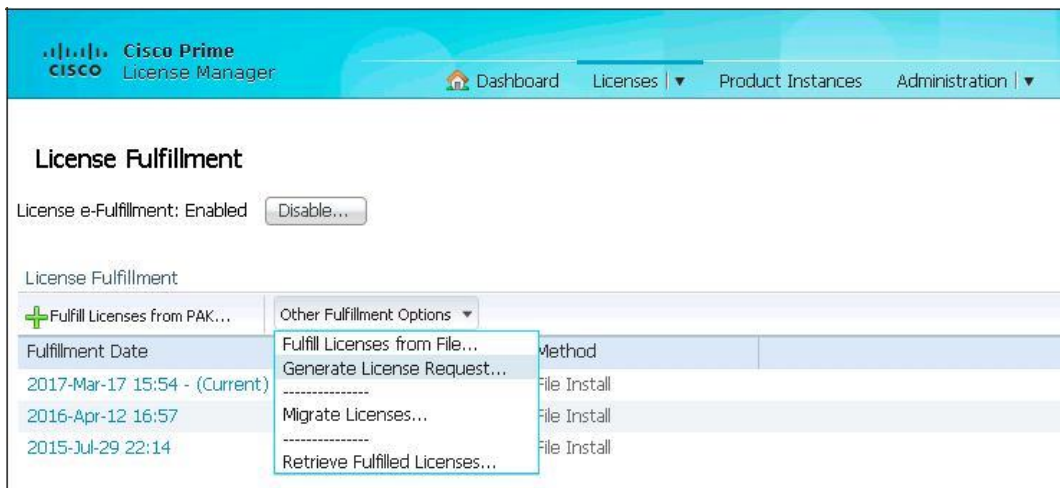 Cisco Prime
CISCO License Manager
Dashboard Licenses | ▼ Product Instances Administration | ▼
License Fulfillment
License e-Fulfillment: Enabled Disable...
License Fulfillment
Fulfill Licenses from PAK... Other Fulfillment Options ▼
Fulfillment Date Method
Fulfill Licenses from File...
Generate License Request...
---------------
Migrate Licenses...
---------------
Retrieve Fulfilled Licenses...
2017-Mar-17 15:54 - (Current) File Install
2016-Apr-12 16:57 File Install
2015-Jul-29 22:14 File Install